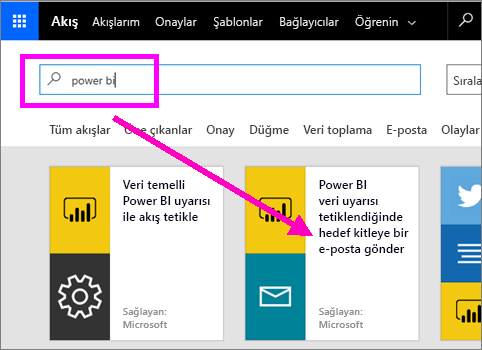 Akış Akışlarım Onaylar Şablonlar Bağlayıcılar Öğrenin
power bi
Sırala
Tüm akışlar Öne çıkanlar Onay Düğme Veri toplama E-posta Olaylar
Veri temelli
Power BI uyarısı
ile akış tetikle
Sağlayan:
Microsoft
Power BI
veri uyarısı
tetiklendiğinde
hedef kitleye bir
e-posta gönder
Sağlayan:
Microsoft